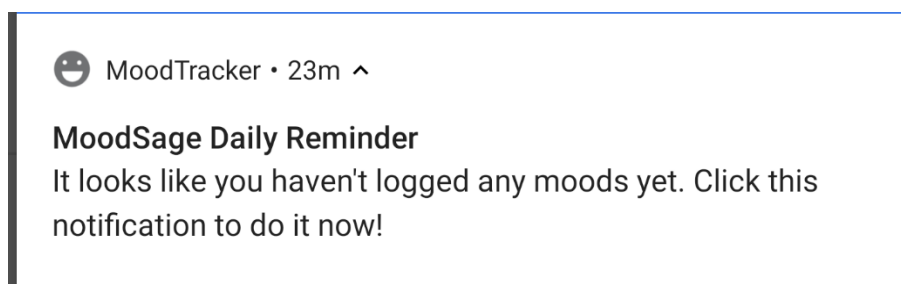 MoodTracker • 23m
MoodSage Daily Reminder
It looks like you haven't logged any moods yet. Click this
notification to do it now!